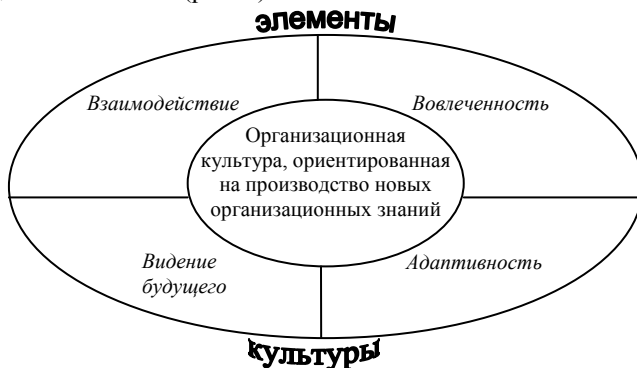 элементы
Взаимодействие
Вовлеченность
Организационная
культура, ориентированная
на производство новых
организационных знаний
Видение
будущего
Адаптивность
культуры